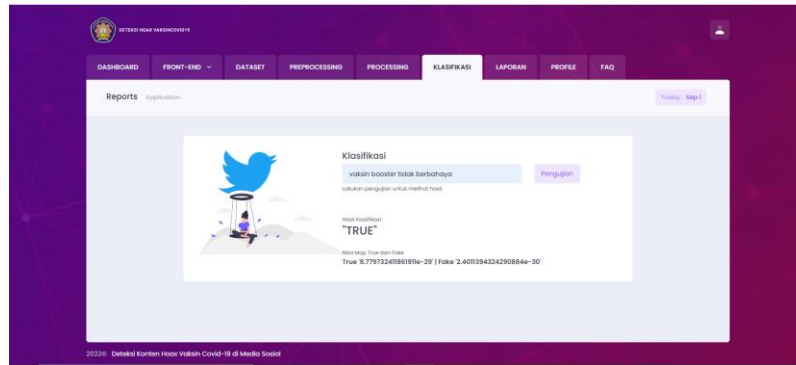 DETEKSI HOAX VAKSINCOVID19
DASHBOARD FRONT-END DATASET PREPROCESSING PROCESSING KLASIFIKASI LAPORAN PROFILE FAQ
Reports Application Today: Sep 1
Klasifikasi
vaksin booster tidak berbahaya Pengujian
Lakukan pengujian untuk melihat hasil
Hasil Klasifikasi :
"TRUE"
Nilai Map True dan Fake
True '8.779732411861911e-29' | Fake '2.4011394324290884e-30'
2022© Deteksi Konten Hoax Vaksin Covid-19 di Media Sosial